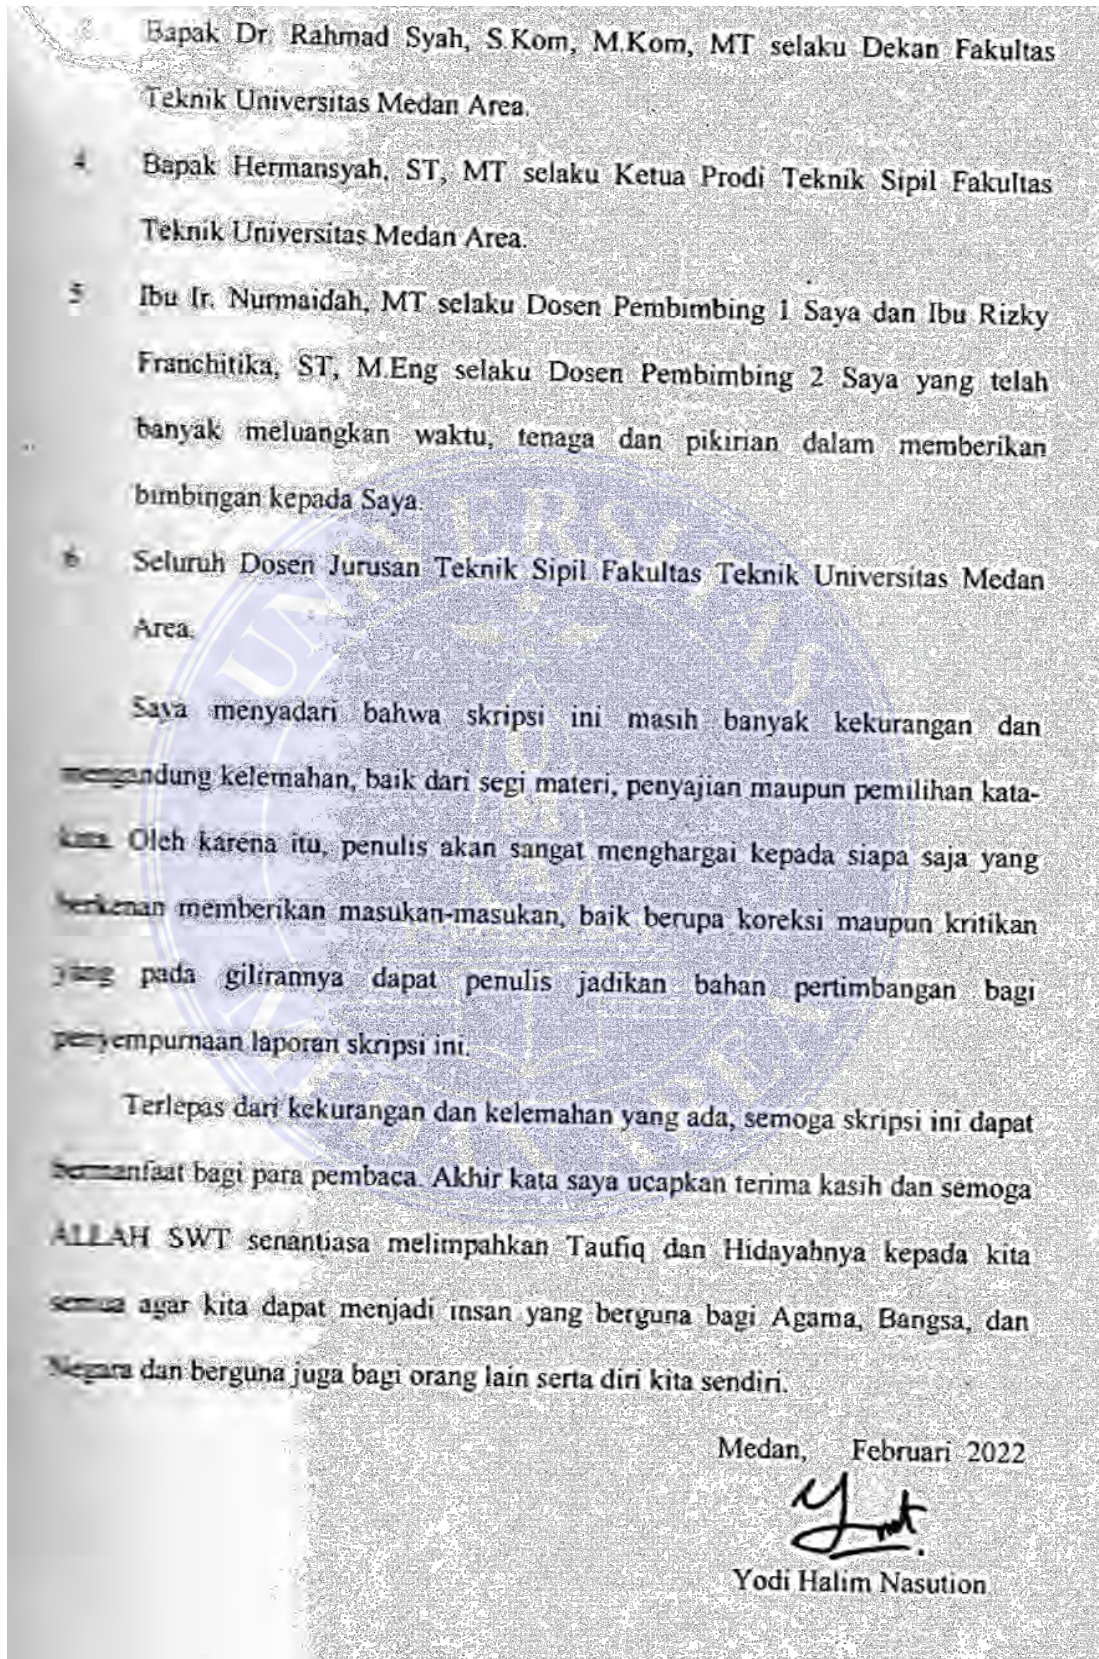 Bapak Dr. Rahmad Syah, S.Kom, M.Kom, MT selaku Dekan Fakultas
Teknik Universitas Medan Area.
4. Bapak Hermansyah, ST, MT selaku Ketua Prodi Teknik Sipil Fakultas
Teknik Universitas Medan Area.
5 Ibu Ir. Nurmaidah, MT selaku Dosen Pembimbing 1 Saya dan Ibu Rizky
Franchitika, ST, M.Eng selaku Dosen Pembimbing 2 Saya yang telah
banyak meluangkan waktu, tenaga dan pikirian dalam memberikan
bimbingan kepada Saya.
6 Seluruh Dosen Jurusan Teknik Sipil Fakultas Teknik Universitas Medan
Area.
UNIVERSITAS
MEDAN AREA
Saya menyadari bahwa skripsi ini masih banyak kekurangan dan
mengandung kelemahan, baik dari segi materi, penyajian maupun pemilihan kata-
kata. Oleh karena itu, penulis akan sangat menghargai kepada siapa saja yang
berkenan memberikan masukan-masukan, baik berupa koreksi maupun kritikan
yang pada gilirannya dapat penulis jadikan bahan pertimbangan bagi
penyempurnaan laporan skripsi ini.
Terlepas dari kekurangan dan kelemahan yang ada, semoga skripsi ini dapat
bermanfaat bagi para pembaca. Akhir kata saya ucapkan terima kasih dan semoga
ALLAH SWT senantiasa melimpahkan Taufiq dan Hidayahnya kepada kita
semua agar kita dapat menjadi insan yang berguna bagi Agama, Bangsa, dan
Negara dan berguna juga bagi orang lain serta diri kita sendiri.
Medan, Februari 2022
Yodi Halim Nasution